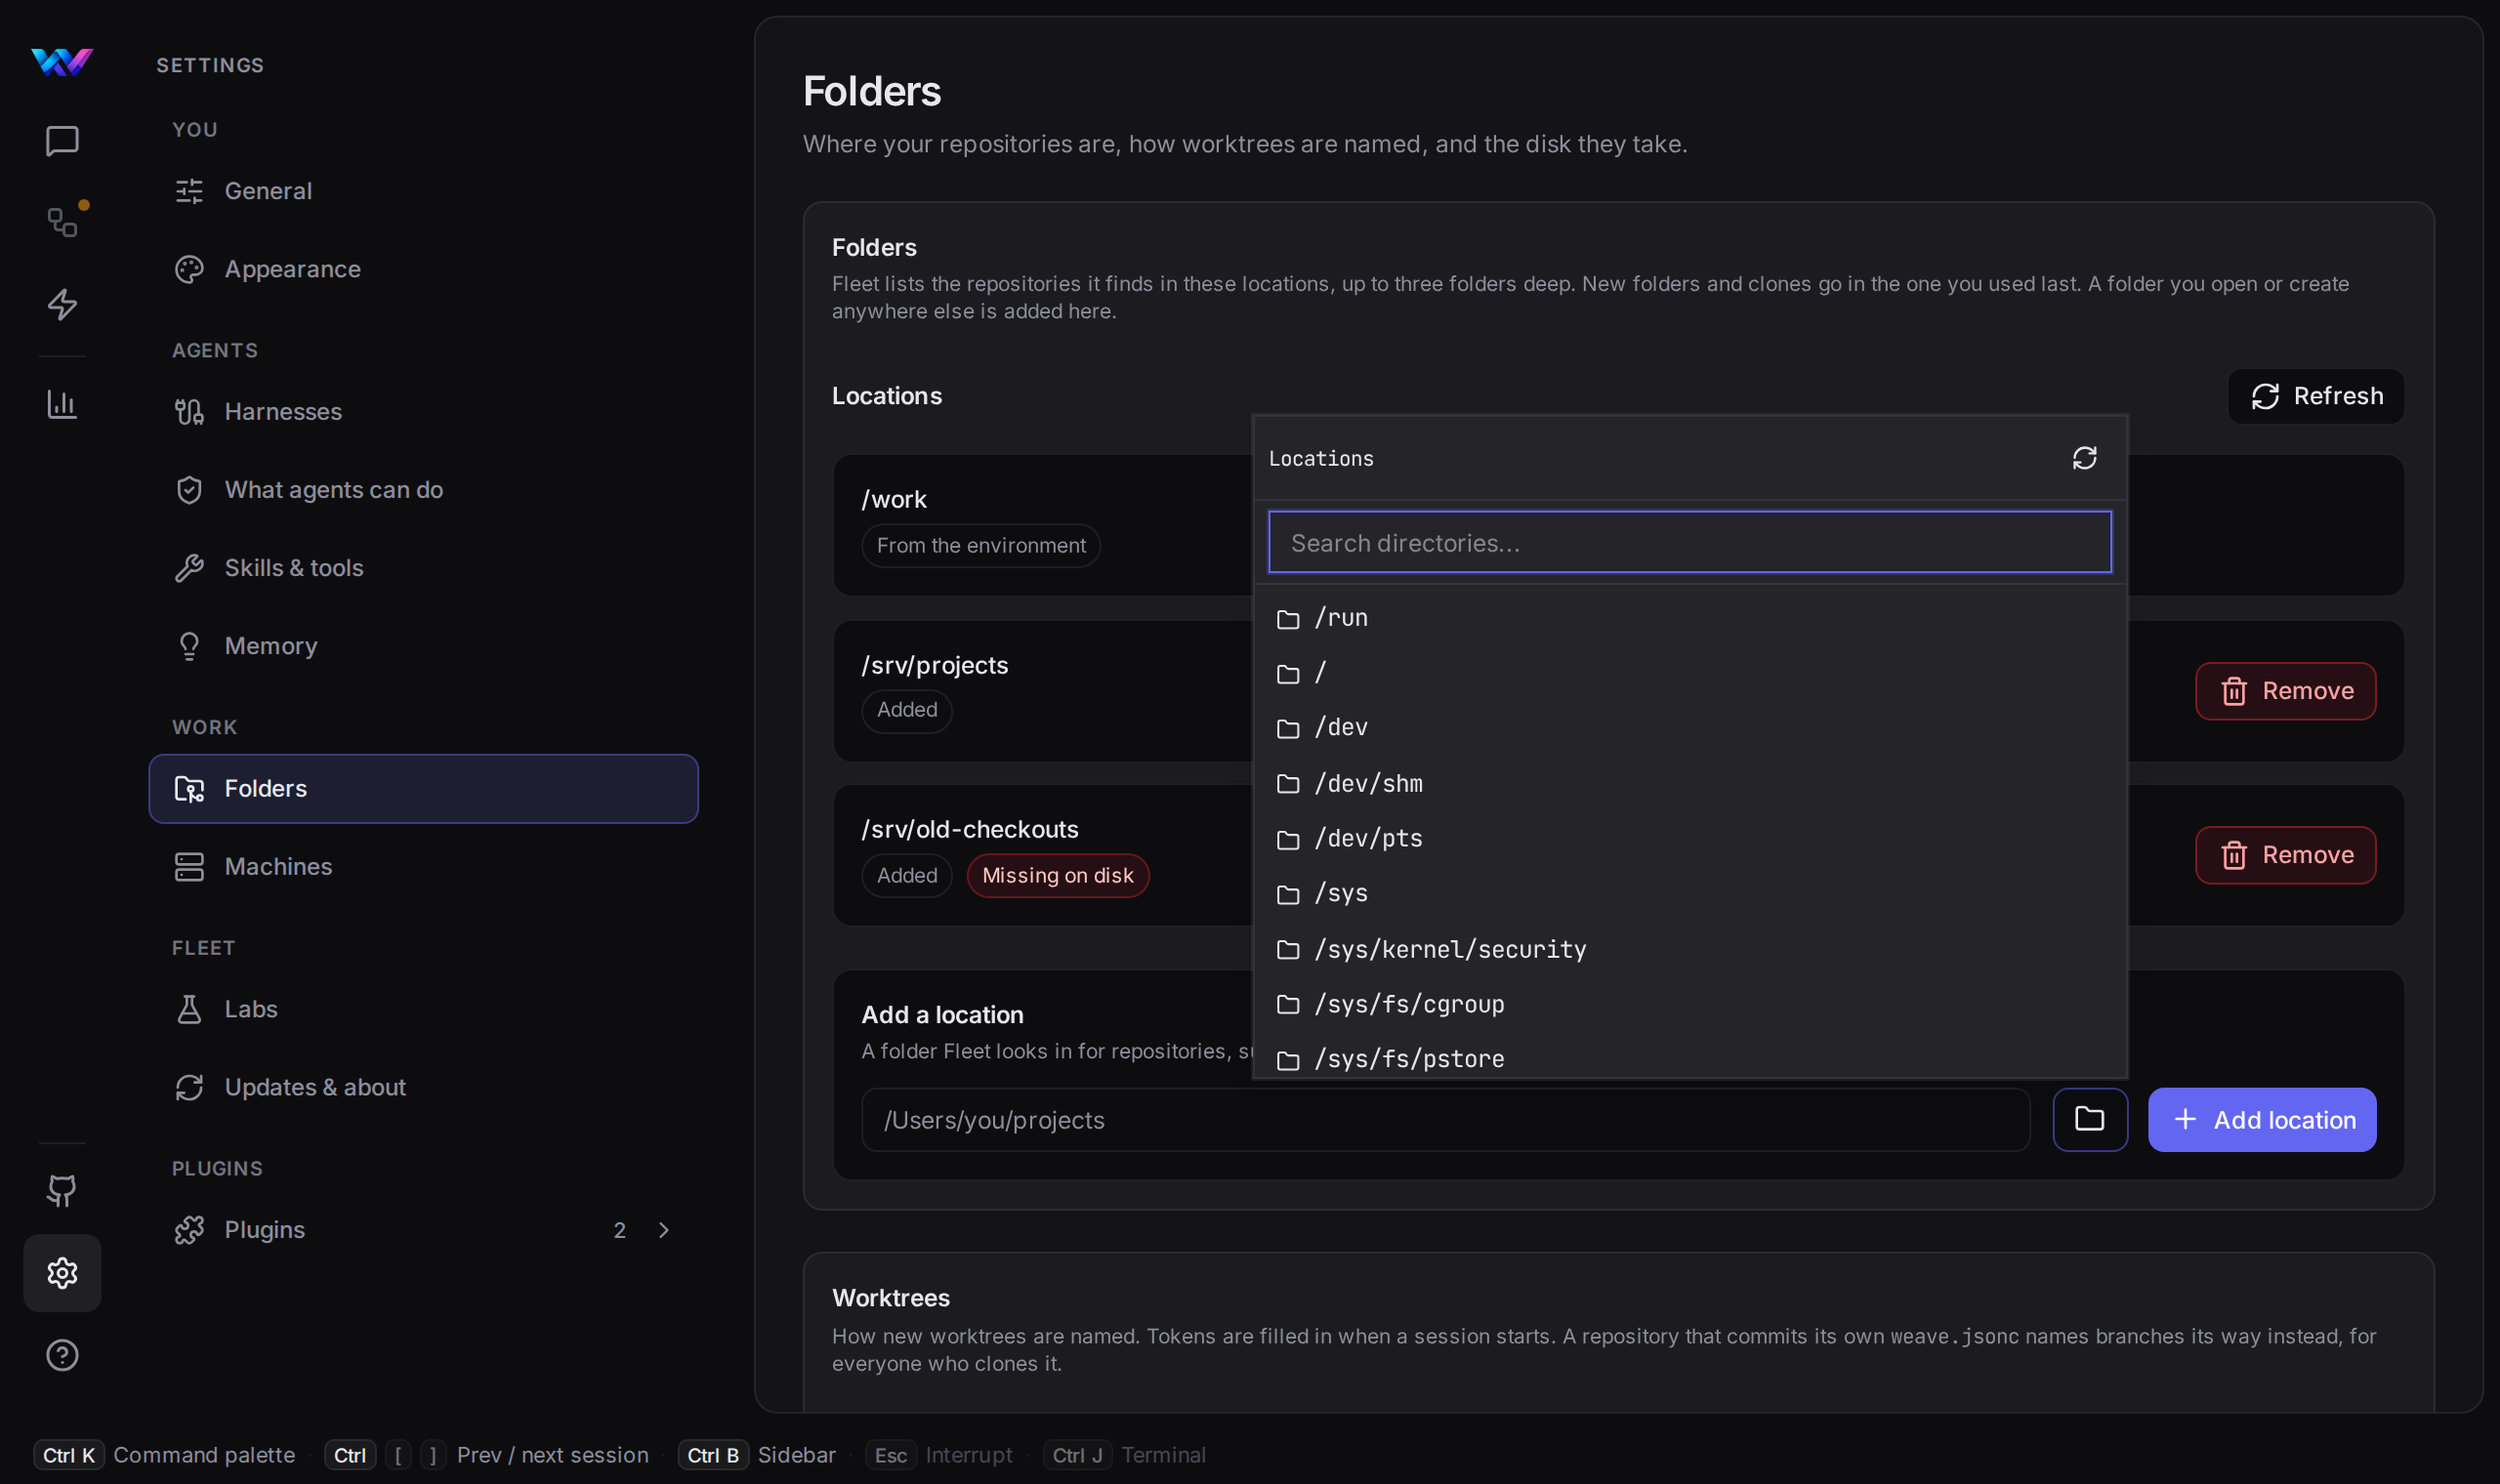 SETTINGS
YOU
General
Appearance
AGENTS
Harnesses
What agents can do
Skills & tools
Memory
WORK
Folders
Machines
FLEET
Labs
Updates & about
PLUGINS
Plugins 2
Folders
Where your repositories are, how worktrees are named, and the disk they take.
Folders
Fleet lists the repositories it finds in these locations, up to three folders deep. New folders and clones go in the one you used last. A folder you open or create
anywhere else is added here.
Locations
Refresh
/work
From the environment
/srv/projects
Added
Remove
/srv/old-checkouts
Added Missing on disk
Remove
Locations
Search directories...
/run
/
/dev
/dev/shm
/dev/pts
/sys
/sys/kernel/security
/sys/fs/cgroup
/sys/fs/pstore
Add a location
A folder Fleet looks in for repositories,
/Users/you/projects
Add location
Worktrees
How new worktrees are named. Tokens are filled in when a session starts. A repository that commits its own weave.jsonc names branches its way instead, for
everyone who clones it.
Ctrl K Command palette · Ctrl [ ] Prev / next session · Ctrl B Sidebar · Esc Interrupt · Ctrl J Terminal